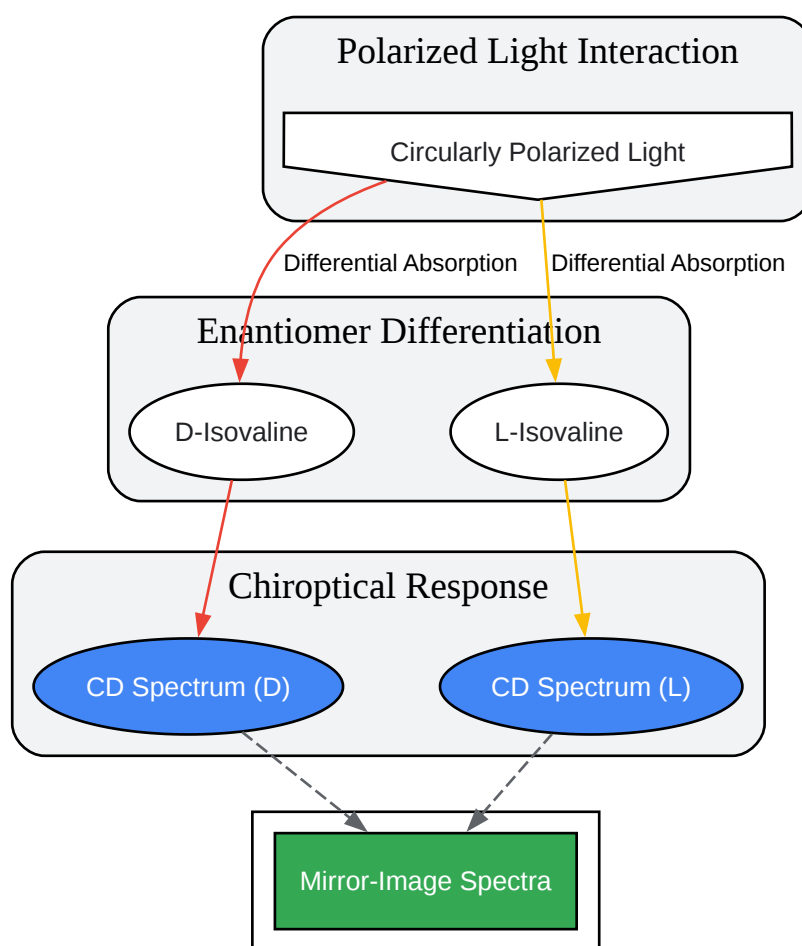 Polarized Light Interaction
Circularly Polarized Light
Differential Absorption
Differential Absorption
Enantiomer Differentiation
D-Isovaline
L-Isovaline
Chiroptical Response
CD Spectrum (D)
CD Spectrum (L)
Mirror-Image Spectra